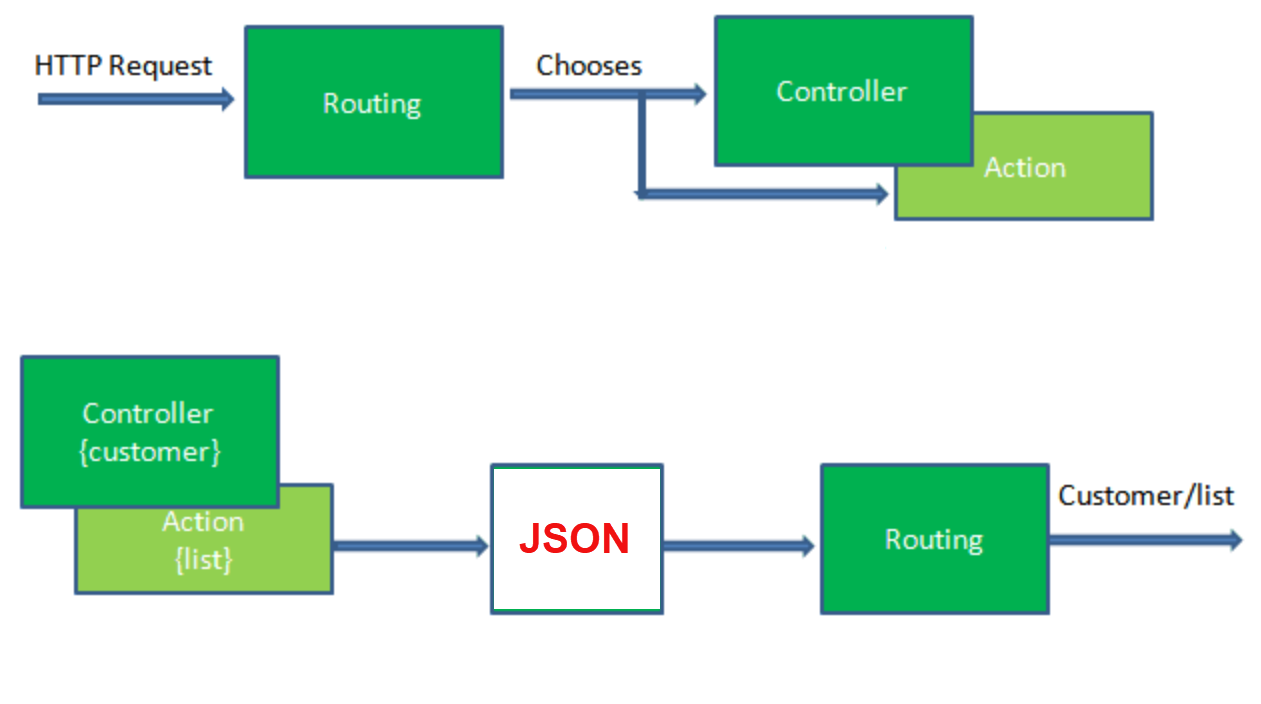 HTTP Request
Routing
Chooses
Controller
Action
Controller
{customer}
Action
{list}
JSON
Routing
Customer/list